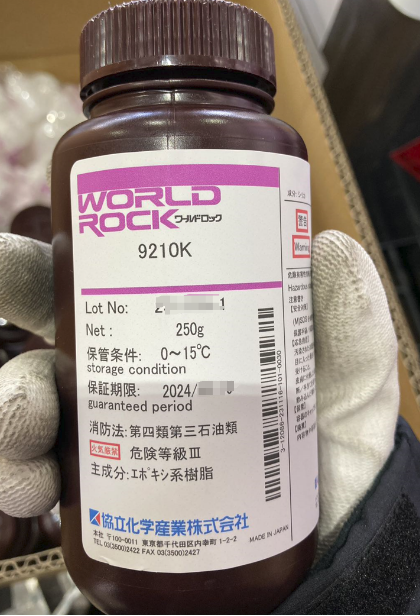 WORLD
ROCK ワールドロック
9210K
Lot No:
Net : 250g
保管条件: 0~15℃
storage condition
保証期限: 2024/
guaranteed period
消防法:第四類第三石油類
火気厳禁 危険等級Ⅲ
主成分:エポキシ系樹脂
協立化学産業株式会社
本社 〒100-0011 東京都千代田区内幸町 1-2-2
TEL 03(3500)2422 FAX 03(3500)2427
MADE IN JAPAN
警告
Warning